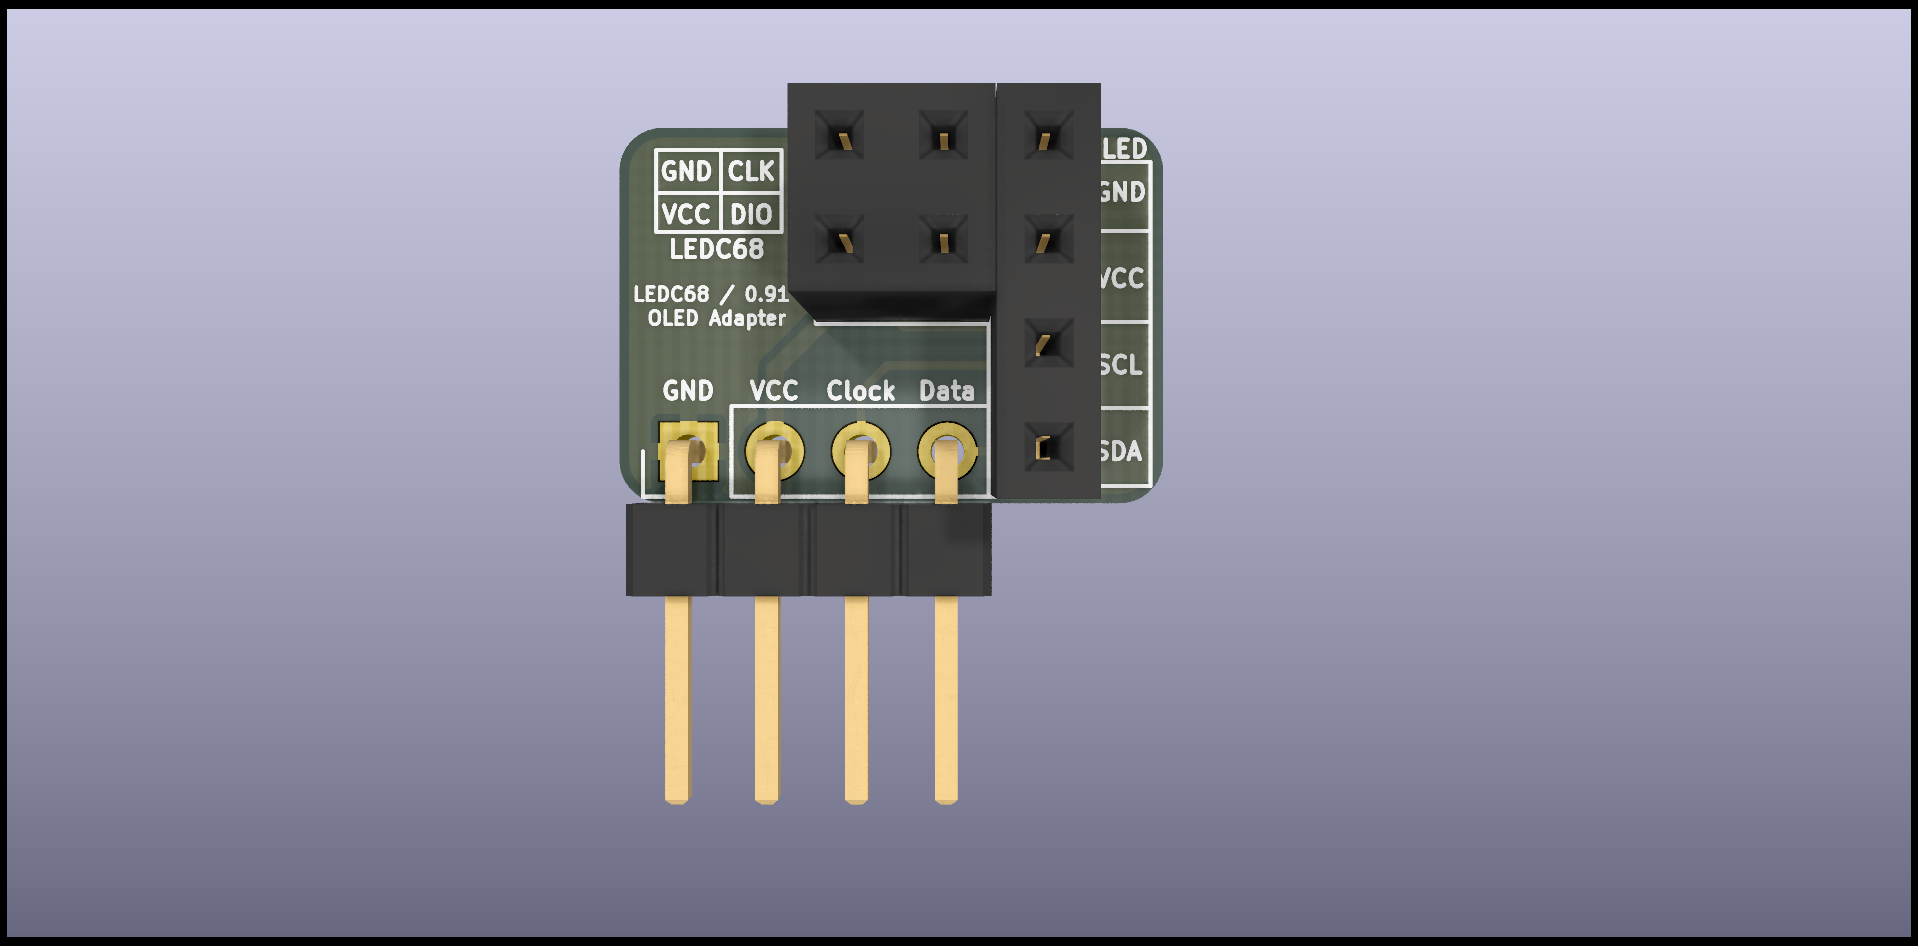 GND CLK
VCC DIO
LEDC68
LEDC68 / 0.91
OLED Adapter
GND VCC Clock Data
LED
GND
VCC
SCL
SDA